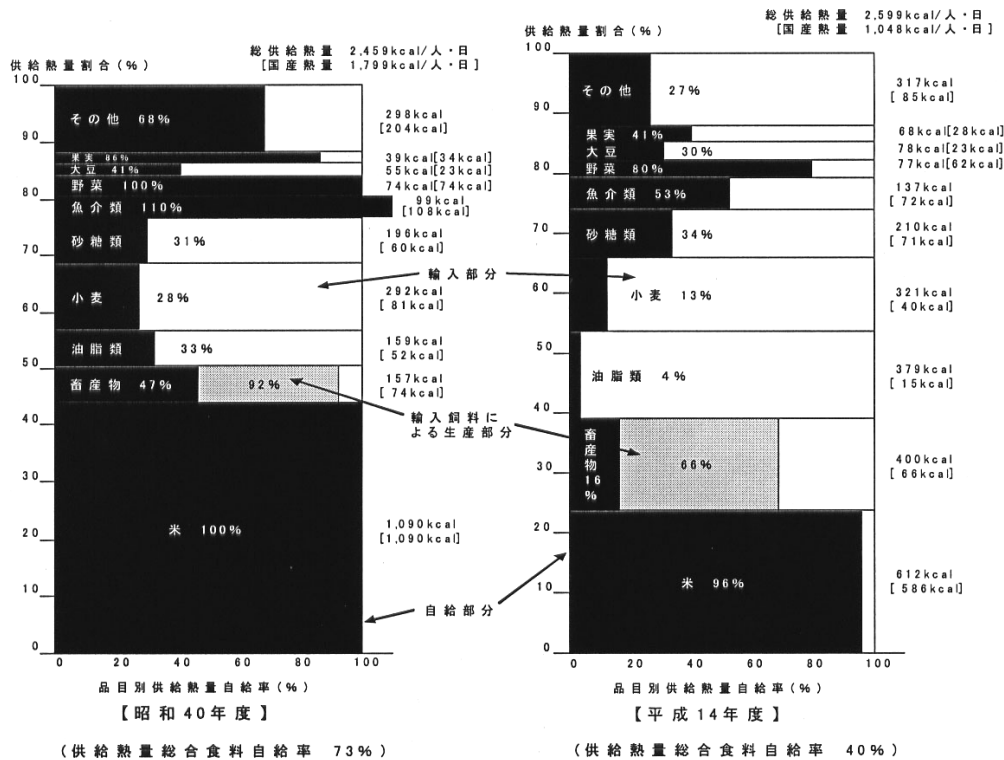 総供給熱量 2,459kcal/人・日
[国産熱量 1,799kcal/人・日]
供給熱量割合(%)
100
90
80
70
60
50
40
30
20
10
0
その他 68%
298kcal
[204kcal]
果実 86%
39kcal[34kcal]
大豆 41%
55kcal[23kcal]
野菜 100%
74kcal[74kcal]
魚介類 110%
99kcal
[108kcal]
砂糖類 31%
196kcal
[60kcal]
小麦 28%
292kcal
[81kcal]
油脂類 33%
159kcal
[52kcal]
畜産物 47% 92%
157kcal
[74kcal]
米 100%
1,090kcal
[1,090kcal]
0 20 40 60 80 100
品目別供給熱量自給率(%)
【昭和40年度】
(供給熱量総合食料自給率 73%)
輸入部分
輸入飼料に
よる生産部分
自給部分
総供給熱量 2,599kcal/人・日
[国産熱量 1,048kcal/人・日]
供給熱量割合(%)
100
90
80
70
60
50
40
30
20
10
0
その他 27%
317kcal
[85kcal]
果実 41%
68kcal[28kcal]
大豆 30%
78kcal[23kcal]
野菜 80%
77kcal[62kcal]
魚介類 53%
137kcal
[72kcal]
砂糖類 34%
210kcal
[71kcal]
小麦 13%
321kcal
[40kcal]
油脂類 4%
379kcal
[15kcal]
畜
産
物
16
%
66%
400kcal
[66kcal]
米 96%
612kcal
[586kcal]
0 20 40 60 80 100
品目別供給熱量自給率(%)
【平成14年度】
(供給熱量総合食料自給率 40%)